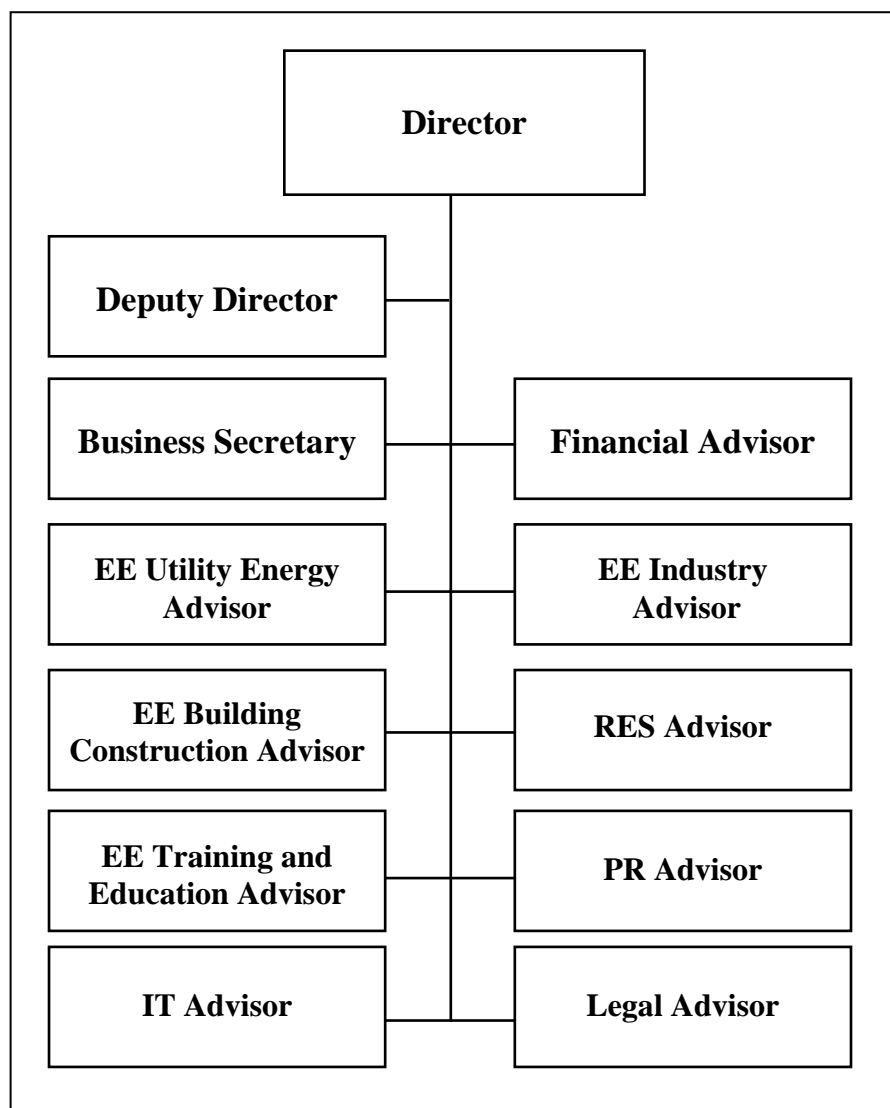 Director
Deputy Director
Business Secretary
Financial Advisor
EE Utility Energy
Advisor
EE Industry
Advisor
EE Building
Construction Advisor
RES Advisor
EE Training and
Education Advisor
PR Advisor
IT Advisor
Legal Advisor